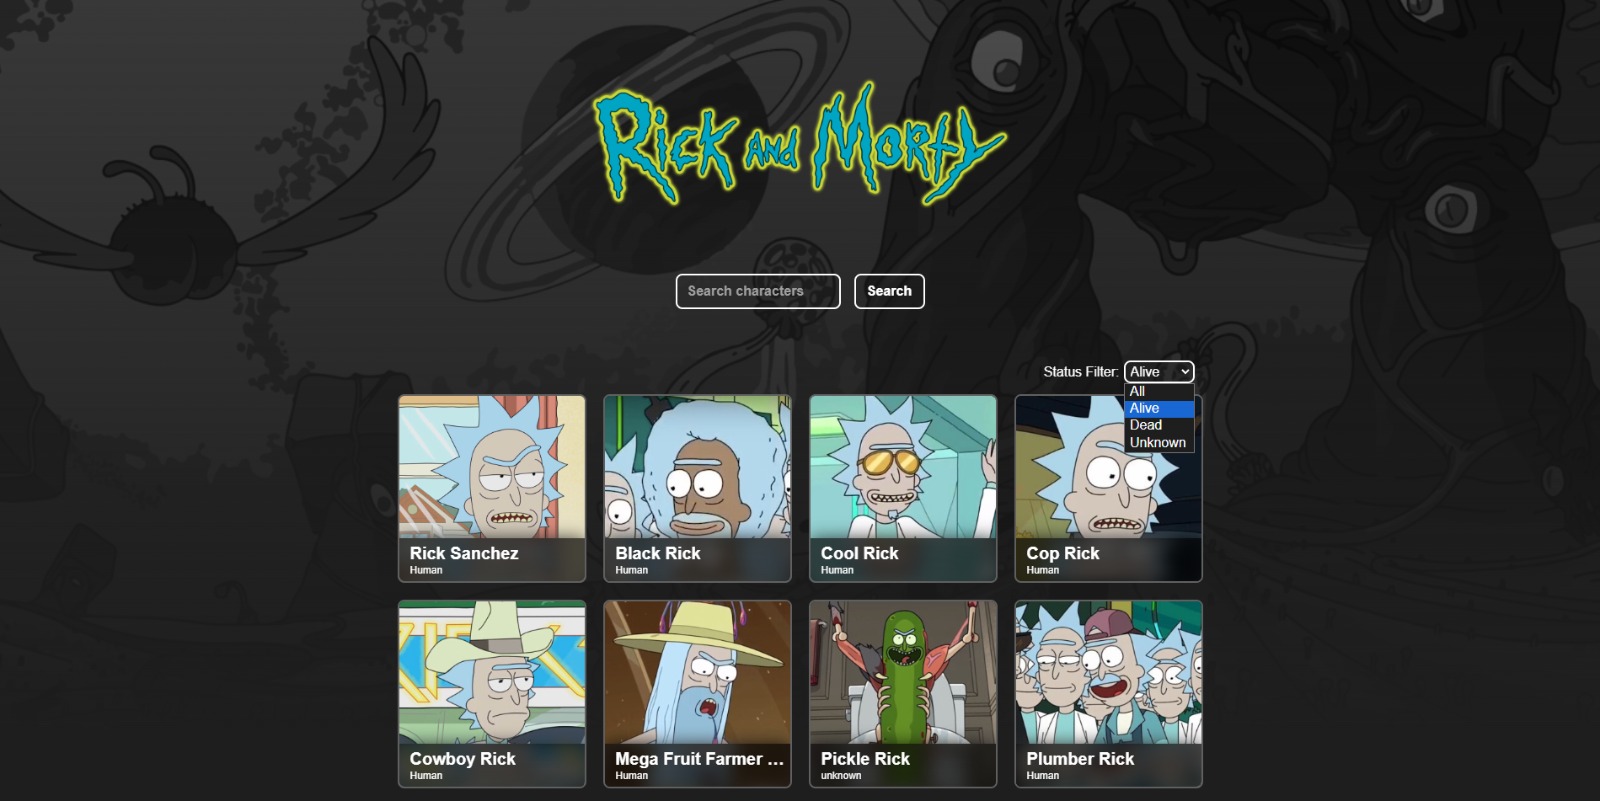 Rick and Morty
Search characters
Search
Status Filter: Alive
All
Alive
Dead
Unknown
Rick Sanchez
Human
Black Rick
Human
Cool Rick
Human
Cop Rick
Human
Cowboy Rick
Human
Mega Fruit Farmer ...
Human
Pickle Rick
unknown
Plumber Rick
Human